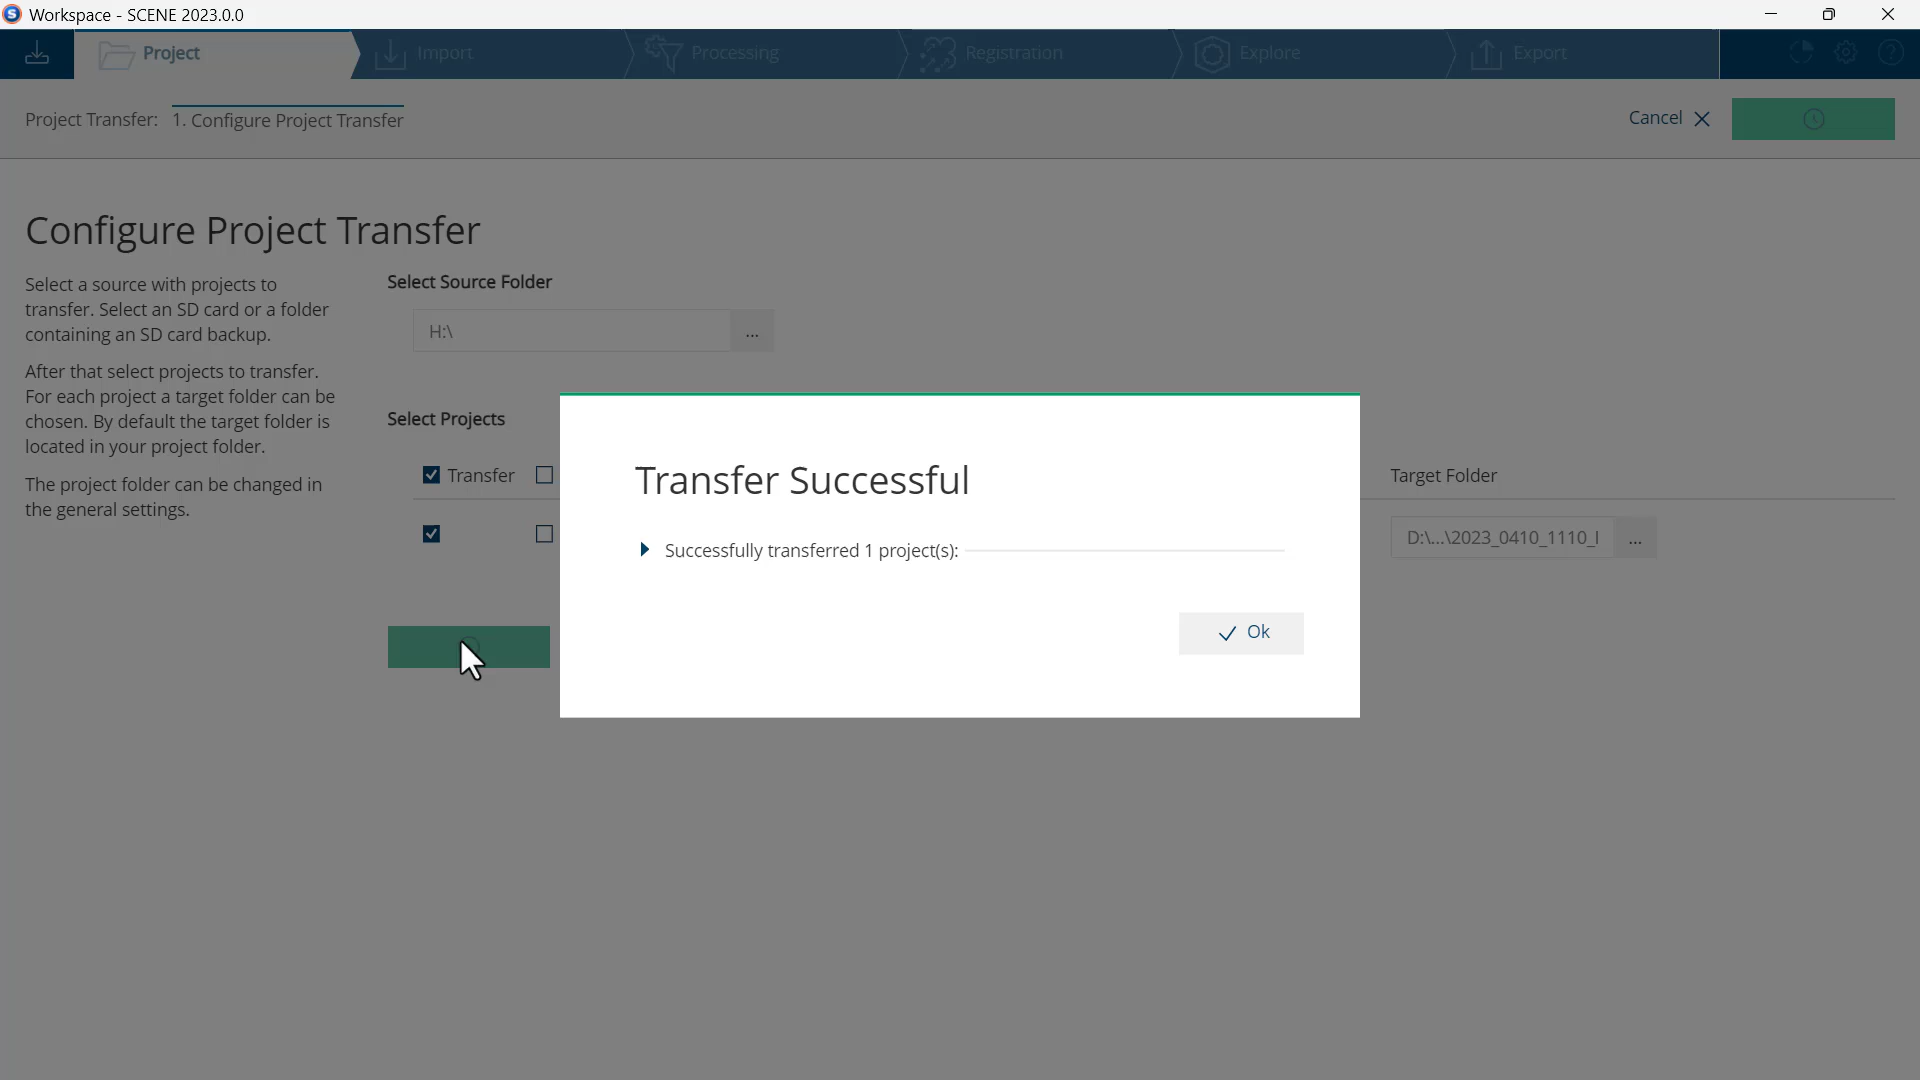 Workspace - SCENE 2023.0.0
Project
Import
Processing
Registration
Explore
Export
Project Transfer: 1. Configure Project Transfer
Cancel
Configure Project Transfer
Select a source with projects to
transfer. Select an SD card or a folder
containing an SD card backup.
After that select projects to transfer.
For each project a target folder can be
chosen. By default the target folder is
located in your project folder.
The project folder can be changed in
the general settings.
Select Source Folder
H:\
...
Select Projects
Transfer
Target Folder
D:\...\2023_0410_1110_
...
Transfer Successful
Successfully transferred 1 project(s):
Ok